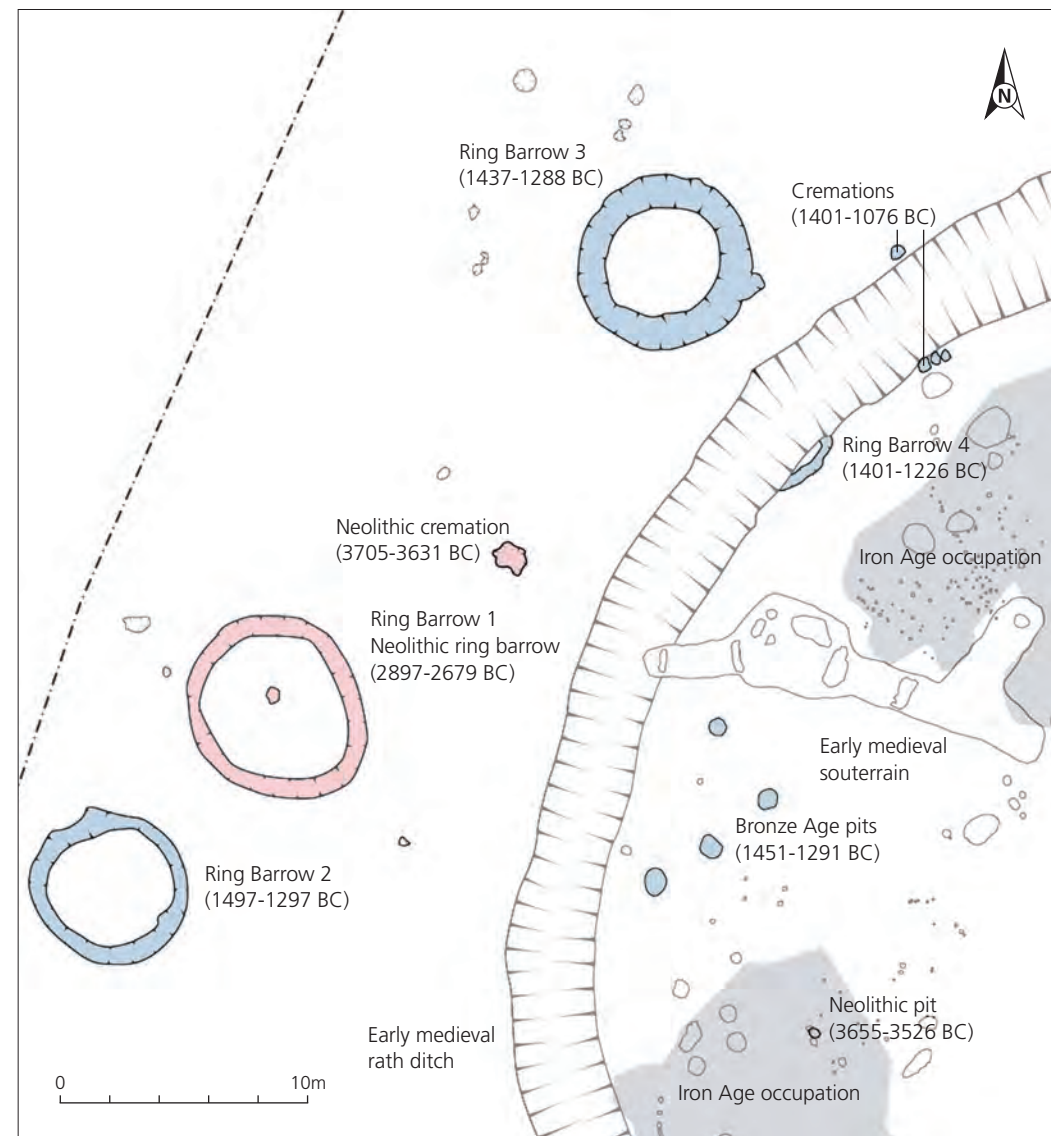 N
Ring Barrow 3
(1437-1288 BC)
Cremations
(1401-1076 BC)
Ring Barrow 4
(1401-1226 BC)
Neolithic cremation
(3705-3631 BC)
Iron Age occupation
Ring Barrow 1
Neolithic ring barrow
(2897-2679 BC)
Early medieval
souterrain
Bronze Age pits
(1451-1291 BC)
Ring Barrow 2
(1497-1297 BC)
Neolithic pit
(3655-3526 BC)
Early medieval
rath ditch
Iron Age occupation
0 10m